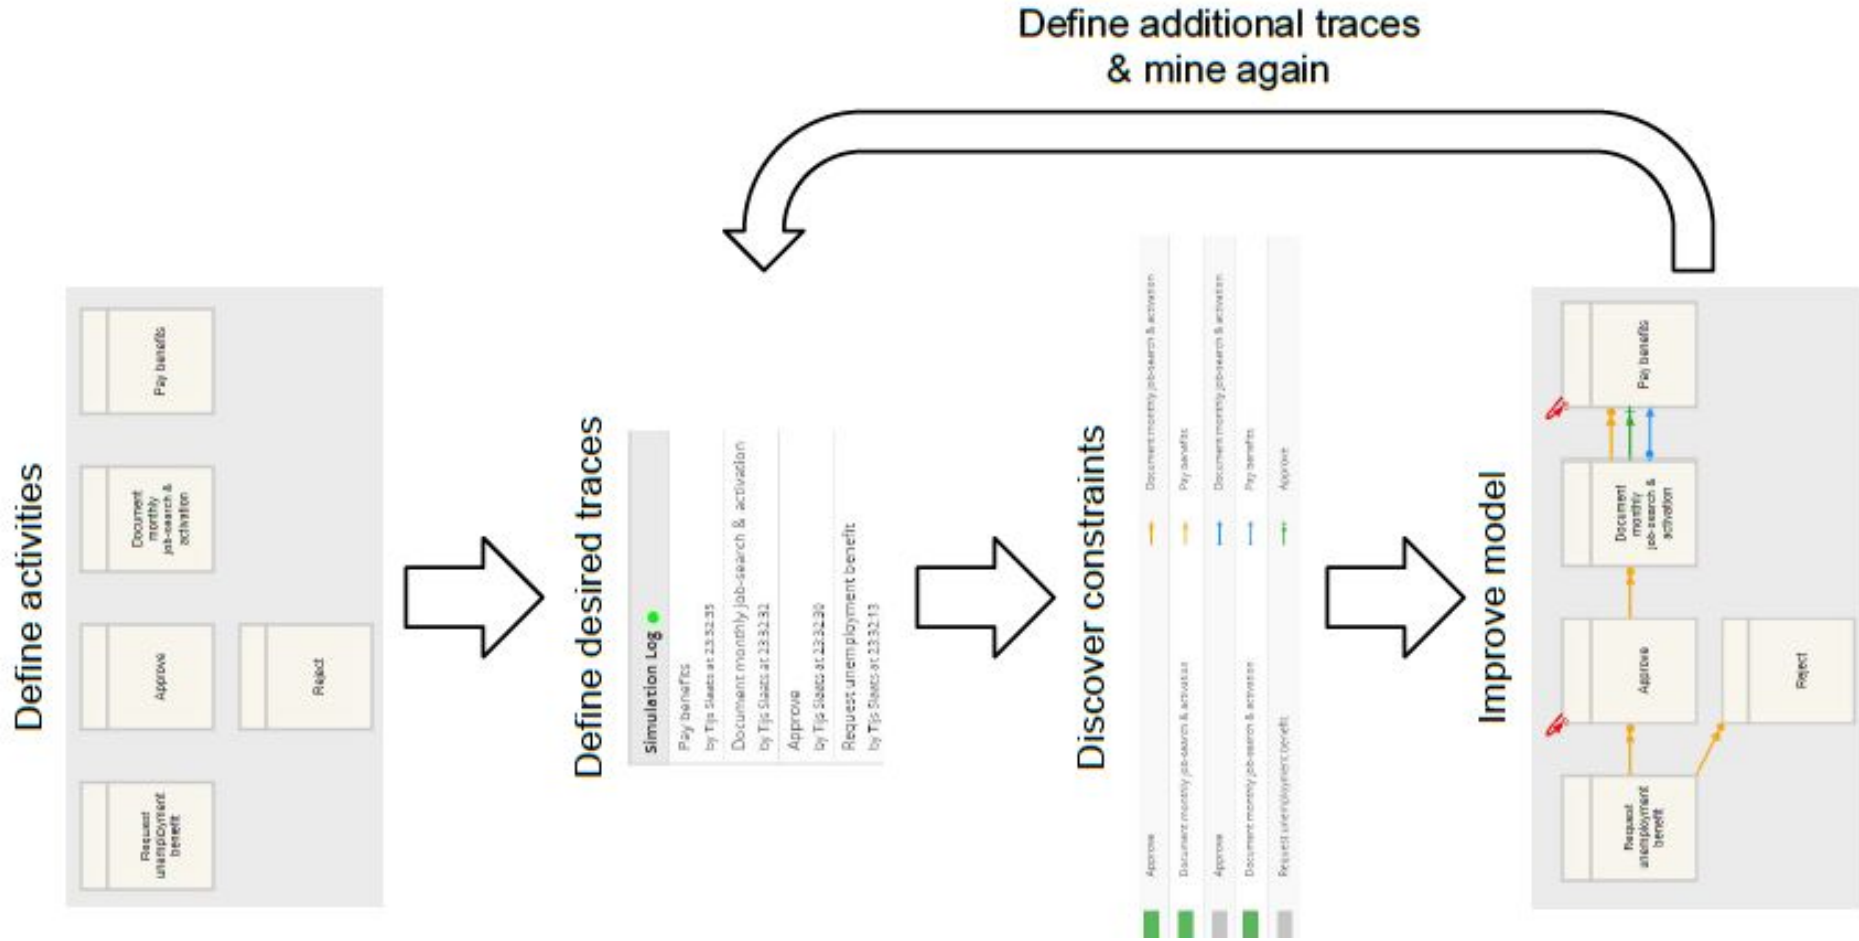 Define additional traces
& mine again
Define activities
Request
unemployment
benefit
Approve
Reject
Document
monthly
job-search &
activation
Pay benefits
Define desired traces
Simulation Log
Pay benefits
by Tijs Slaats at 23:32:35
Document monthly job-search & activation
by Tijs Slaats at 23:32:32
Approve
by Tijs Slaats at 23:32:30
Request unemployment benefit
by Tijs Slaats at 23:32:13
Discover constraints
Approve Document monthly job-search & activation
Document monthly job-search & activation Pay benefits
Approve Document monthly job-search & activation
Document monthly job-search & activation Pay benefits
Request unemployment benefit Approve
Improve model
Request
unemployment
benefit
Approve
Reject
Document
monthly
job-search &
activation
Pay benefits